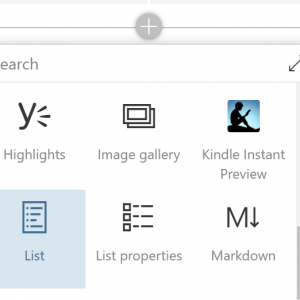 earch
Highlights
Image gallery
Kindle Instant
Preview
List
List properties
M↓
Markdown